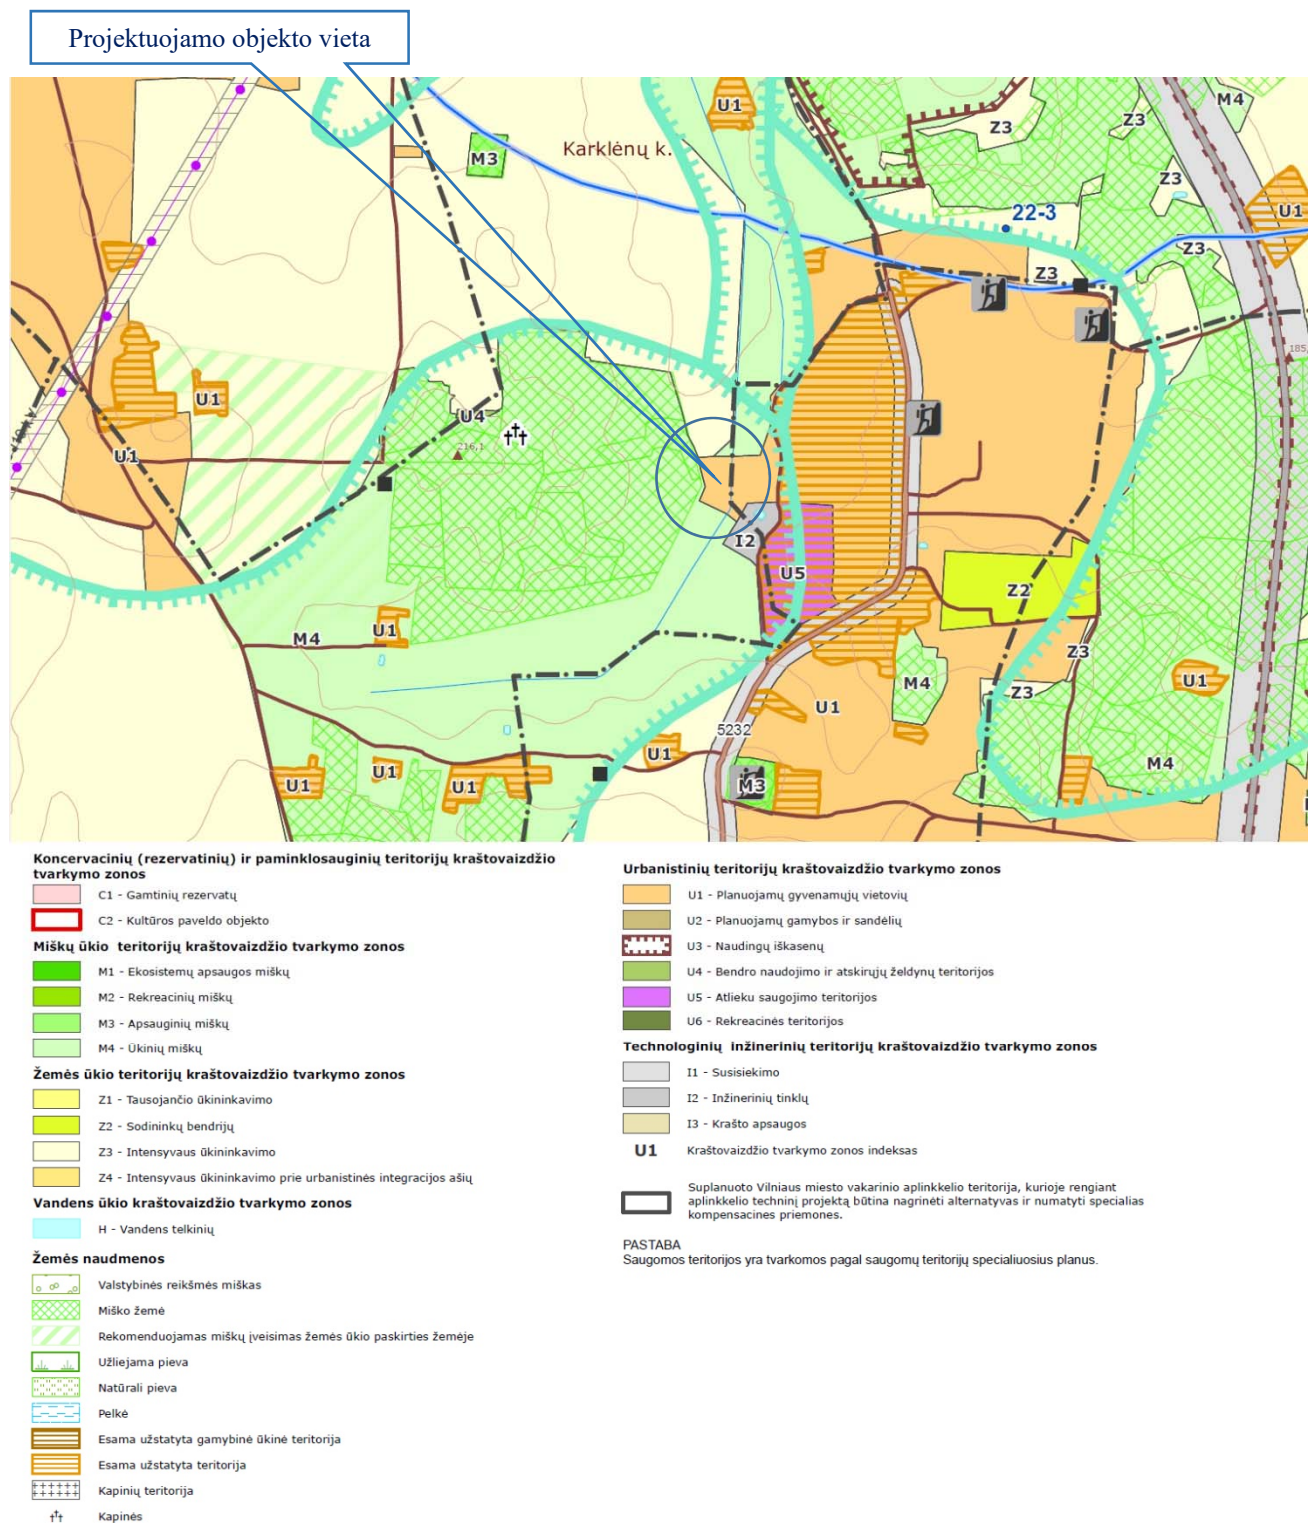 Projektuojamo objekto vieta
U1
M4
Z3
Z3
M3
Karklėnų k.
Z3
U1
22-3
Z3
Z3
185,
U1
U4
216,1
U1
I2
U5
Z2
M4
U1
Z3
M4
U1
Z3
U1
5232
U1
M4
U1
U1
U1
M3
Koncervacinių (rezervatinių) ir paminklosauginių teritorijų kraštovaizdžio
tvarkymo zonos
C1 - Gamtinių rezervatų
C2 - Kultūros paveldo objekto
Miškų ūkio teritorijų kraštovaizdžio tvarkymo zonos
M1 - Ekosistemų apsaugos miškų
M2 - Rekreacinių miškų
M3 - Apsauginių miškų
M4 - Ūkinių miškų
Žemės ūkio teritorijų kraštovaizdžio tvarkymo zonos
Z1 - Tausojančio ūkininkavimo
Z2 - Sodininkų bendrijų
Z3 - Intensyvaus ūkininkavimo
Z4 - Intensyvaus ūkininkavimo prie urbanistinės integracijos ašių
Vandens ūkio kraštovaizdžio tvarkymo zonos
H - Vandens telkinių
Žemės naudmenos
Valstybinės reikšmės miškas
Miško žemė
Rekomenduojamas miškų įveisimas žemės ūkio paskirties žemėje
Užliejama pieva
Natūrali pieva
Pelkė
Esama užstatyta gamybinė ūkinė teritorija
Esama užstatyta teritorija
Kapinių teritorija
Kapinės
Urbanistinių teritorijų kraštovaizdžio tvarkymo zonos
U1 - Planuojamų gyvenamųjų vietovių
U2 - Planuojamų gamybos ir sandėlių
U3 - Naudingų iškasenų
U4 - Bendro naudojimo ir atskirųjų želdynų teritorijos
U5 - Atlieku saugojimo teritorijos
U6 - Rekreacinės teritorijos
Technologinių inžinerinių teritorijų kraštovaizdžio tvarkymo zonos
I1 - Susisiekimo
I2 - Inžinerinių tinklų
I3 - Krašto apsaugos
U1 Kraštovaizdžio tvarkymo zonos indeksas
Suplanuoto Vilniaus miesto vakarinio aplinkkelio teritorija, kurioje rengiant
aplinkkelio techninį projektą būtina nagrinėti alternatyvas ir numatyti specialias
kompensacines priemones.
PASTABA
Saugomos teritorijos yra tvarkomos pagal saugomų teritorijų specialiuosius planus.